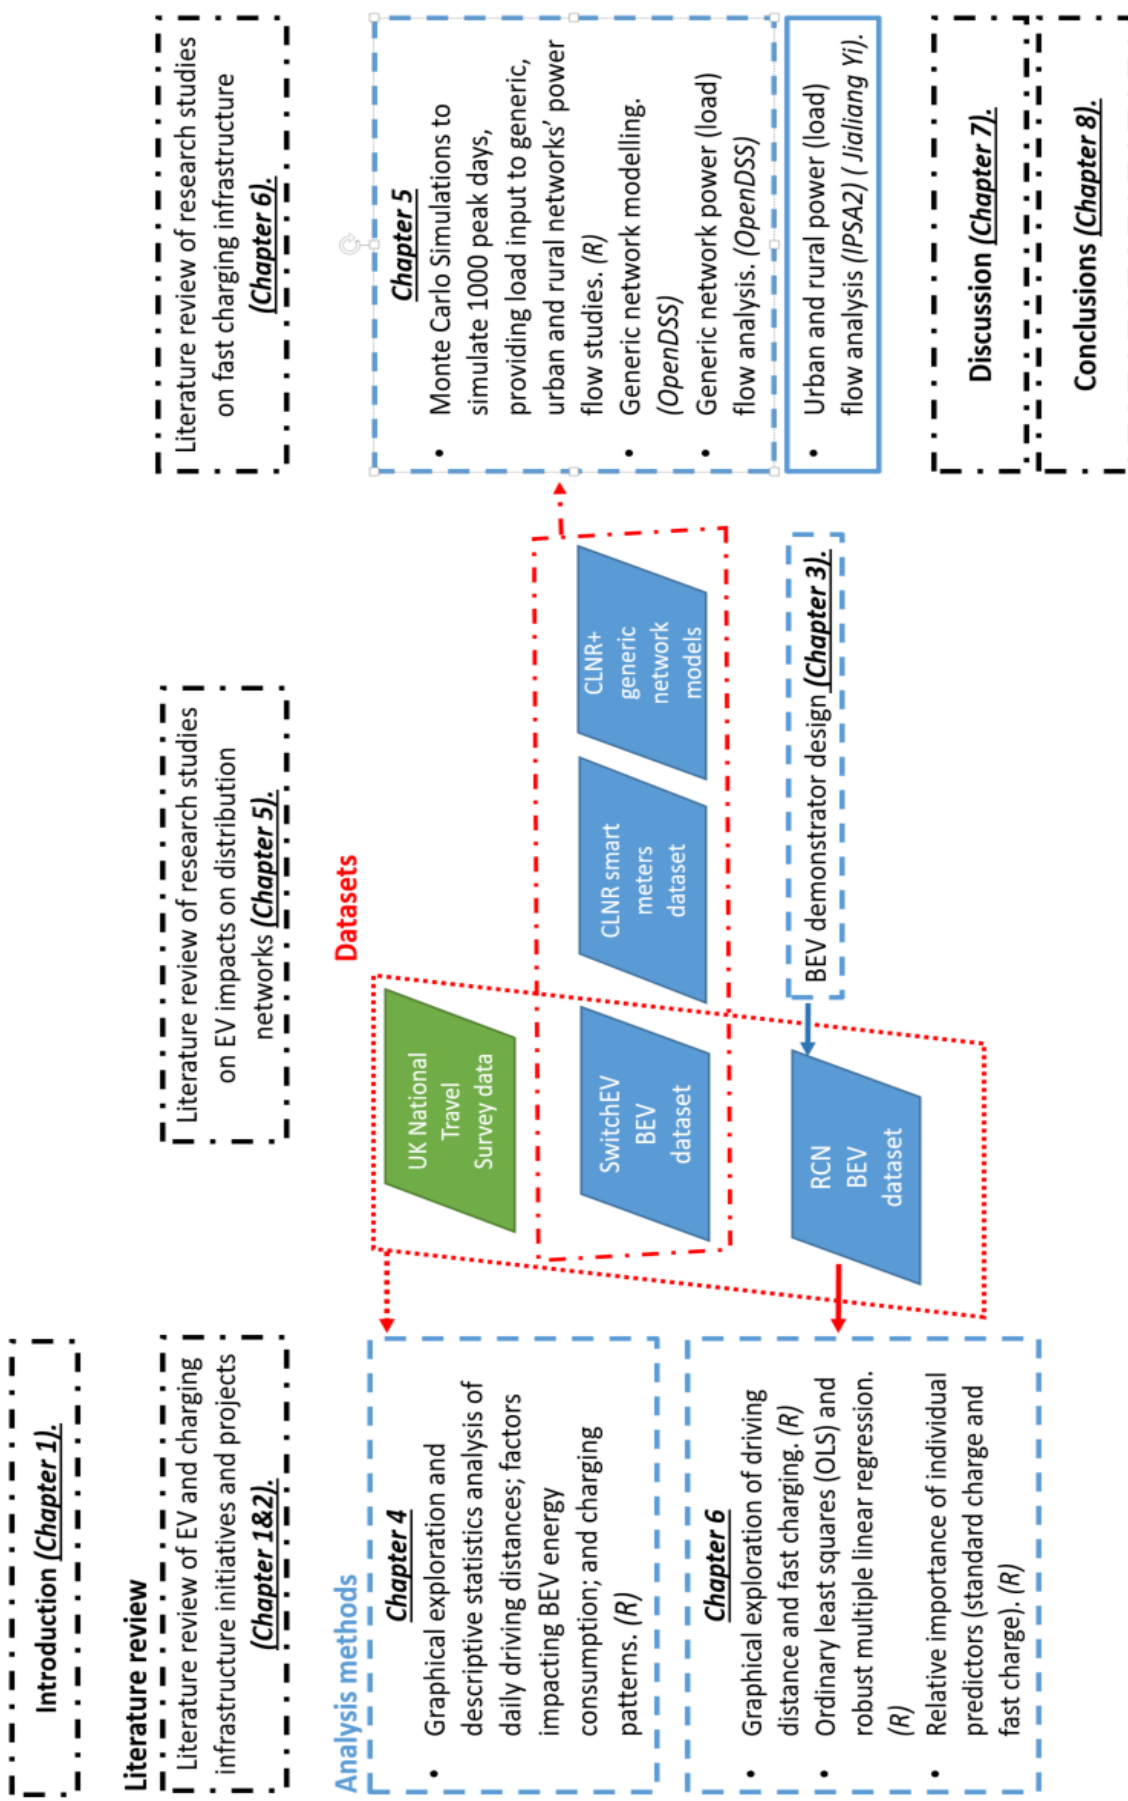 Introduction (Chapter 1).
Literature review
Literature review of EV and charging
infrastructure initiatives and projects
(Chapter 1&2).
Literature review of research studies
on EV impacts on distribution
networks (Chapter 5).
Literature review of research studies
on fast charging infrastructure
(Chapter 6).
Analysis methods
Chapter 4
• Graphical exploration and
descriptive statistics analysis of
daily driving distances; factors
impacting BEV energy
consumption; and charging
patterns. (R)
Chapter 6
• Graphical exploration of driving
distance and fast charging. (R)
• Ordinary least squares (OLS) and
robust multiple linear regression.
(R)
• Relative importance of individual
predictors (standard charge and
fast charge). (R)
Datasets
UK National
Travel
Survey data
SwitchEV
BEV
dataset
CLNR smart
meters
dataset
CLNR+
generic
network
models
RCN
BEV
dataset
BEV demonstrator design (Chapter 3).
Chapter 5
• Monte Carlo Simulations to
simulate 1000 peak days,
providing load input to generic,
urban and rural networks' power
flow studies. (R)
• Generic network modelling.
(OpenDSS)
• Generic network power (load)
flow analysis. (OpenDSS)
• Urban and rural power (load)
flow analysis (IPSA2) ( Jialiang Yi).
Discussion (Chapter 7).
Conclusions (Chapter 8).